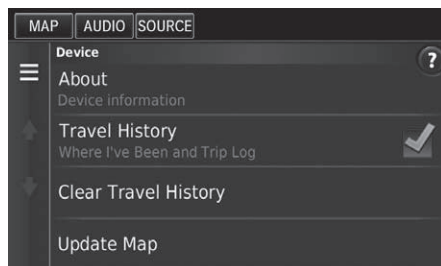 MAP AUDIO SOURCE
Device
?
About
Device information
Travel History
Where I've Been and Trip Log
Clear Travel History
Update Map